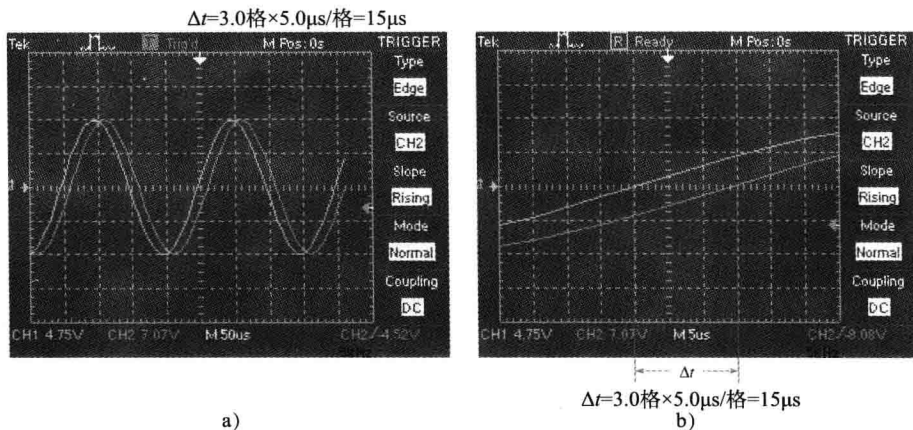 Δt=3.0格×5.0μs/格=15μs
Tek
Trig'd
M Pos: 0s
TRIGGER
Type
Edge
Source
CH2
Slope
Rising
Mode
Normal
Coupling
DC
CH1 4.75V
CH2 7.07V
M 50us
CH2 ∕ -4.52V
Tek
R Ready
M Pos: 0s
TRIGGER
Type
Edge
Source
CH2
Slope
Rising
Mode
Normal
Coupling
DC
CH1 4.75V
CH2 7.07V
M 5us
CH2 ∕ -8.08V
Δt
Δt=3.0格×5.0μs/格=15μs
a)
b)